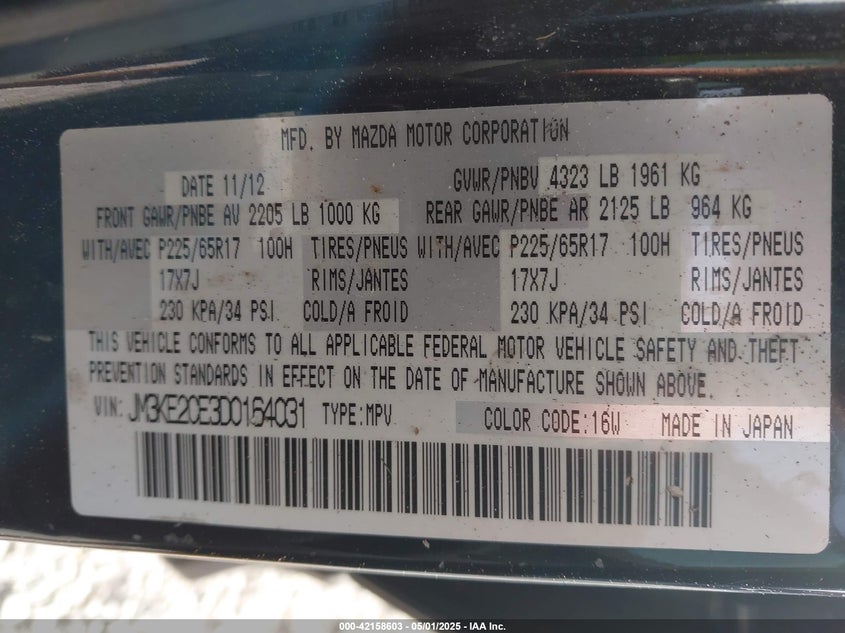 MFD. BY MAZDA MOTOR CORPORATION
DATE 11/12 GVWR/PNBV 4323 LB 1961 KG
FRONT GAWR/PNBE AV 2205 LB 1000 KG REAR GAWR/PNBE AR 2125 LB 964 KG
WITH/AVEC P225/65R17 100H TIRES/PNEUS WITH/AVEC P225/65R17 100H TIRES/PNEUS
17X7J RIMS/JANTES 17X7J RIMS/JANTES
230 KPA/34 PSI COLD/A FROID 230 KPA/34 PSI COLD/A FROID
THIS VEHICLE CONFORMS TO ALL APPLICABLE FEDERAL MOTOR VEHICLE SAFETY AND THEFT
PREVENTION STANDARDS IN EFFECT ON THE DATE OF MANUFACTURE SHOWN ABOVE.
VIN: JM3KE2CE3D0164031 TYPE:MPV COLOR CODE:16W MADE IN JAPAN
000-42158603 - 05/01/2025 - IAA Inc.